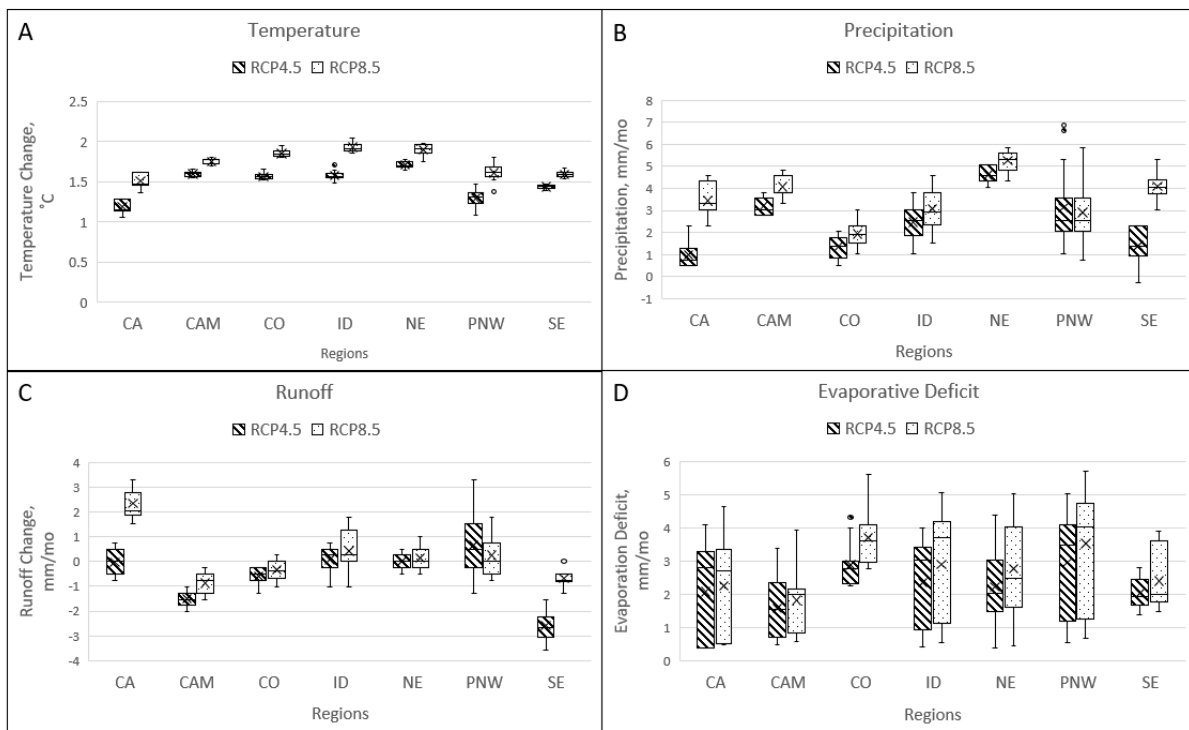 A
Temperature
RCP4.5 RCP8.5
Temperature Change,
°C
2.5
2
1.5
1
0.5
0
CA CAM CO ID NE PNW SE
Regions
B
Precipitation
RCP4.5 RCP8.5
Precipitation, mm/mo
8
7
6
5
4
3
2
1
0
-1
CA CAM CO ID NE PNW SE
Regions
C
Runoff
RCP4.5 RCP8.5
Runoff Change,
mm/mo
4
3
2
1
0
-1
-2
-3
-4
CA CAM CO ID NE PNW SE
Regions
D
Evaporative Deficit
RCP4.5 RCP8.5
Evaporation Deficit,
mm/mo
6
5
4
3
2
1
0
CA CAM CO ID NE PNW SE
Regions